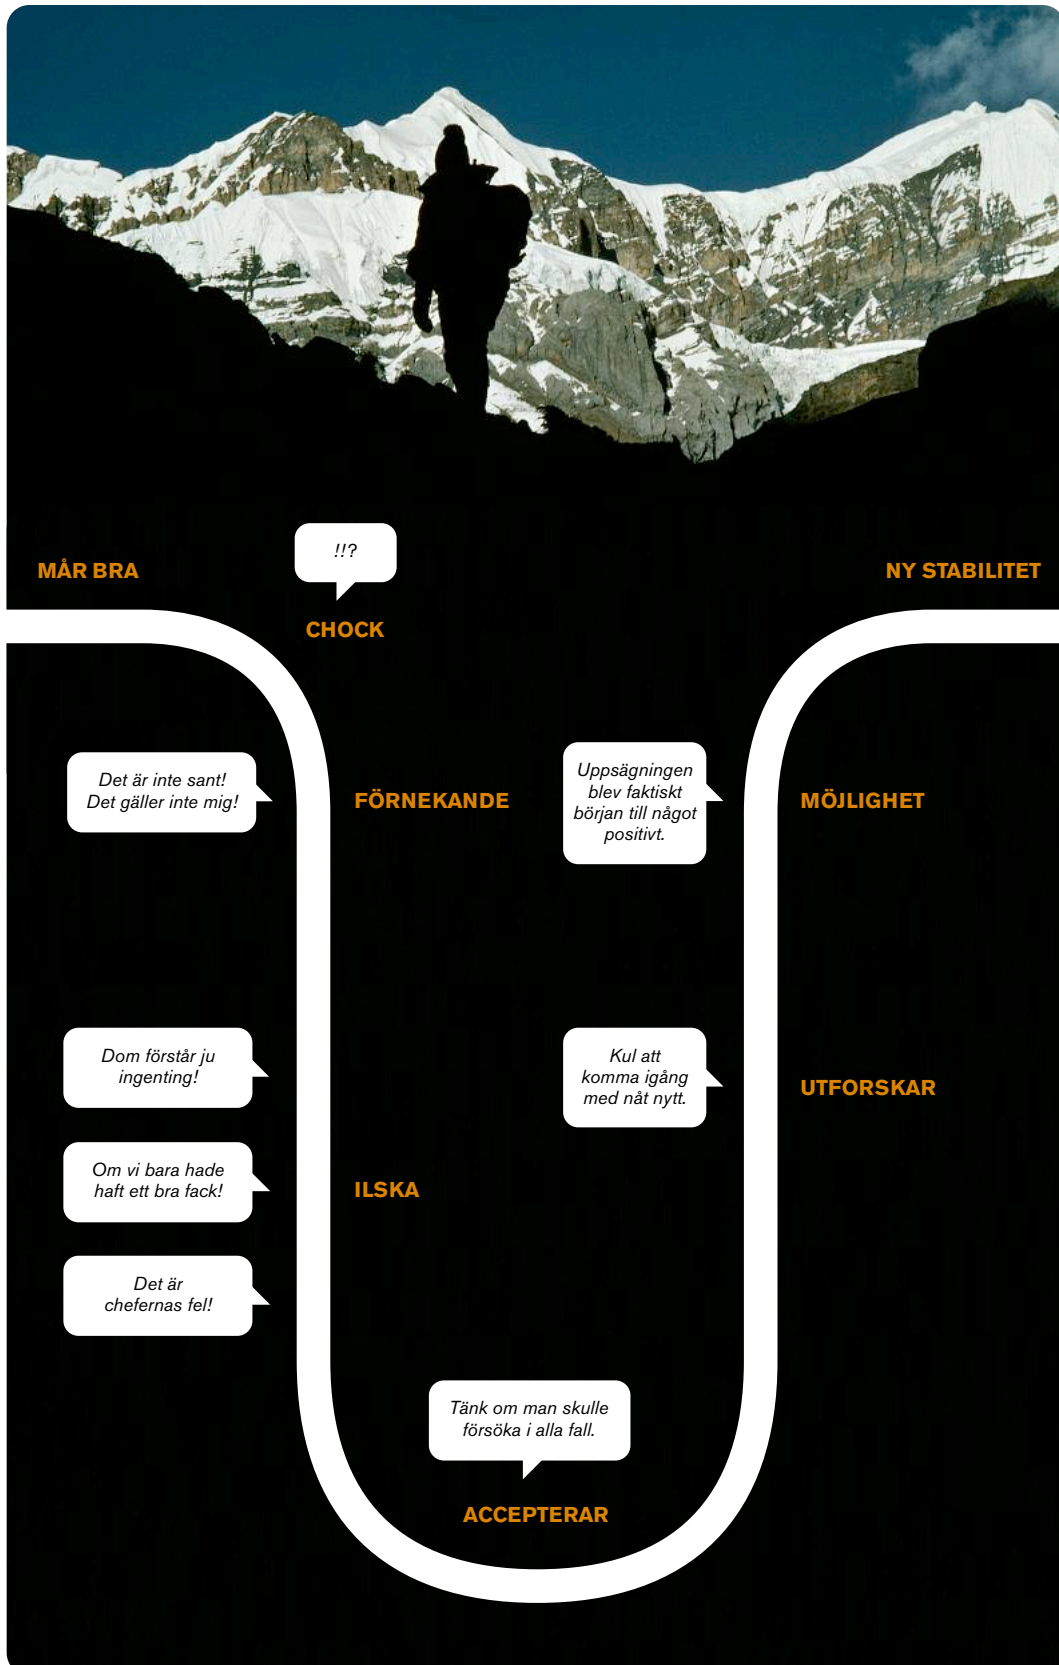 !!?
MÅR BRA
NY STABILITET
CHOCK
Det är inte sant!
Det gäller inte mig!
FÖRNEKANDE
Uppsägningen
blev faktiskt
början till något
positivt.
MÖJLIGHET
Dom förstår ju
ingenting!
Kul att
komma igång
med nåt nytt.
UTFORSKAR
Om vi bara hade
haft ett bra fack!
ILSKA
Det är
chefernas fel!
Tänk om man skulle
försöka i alla fall.
ACCEPTERAR